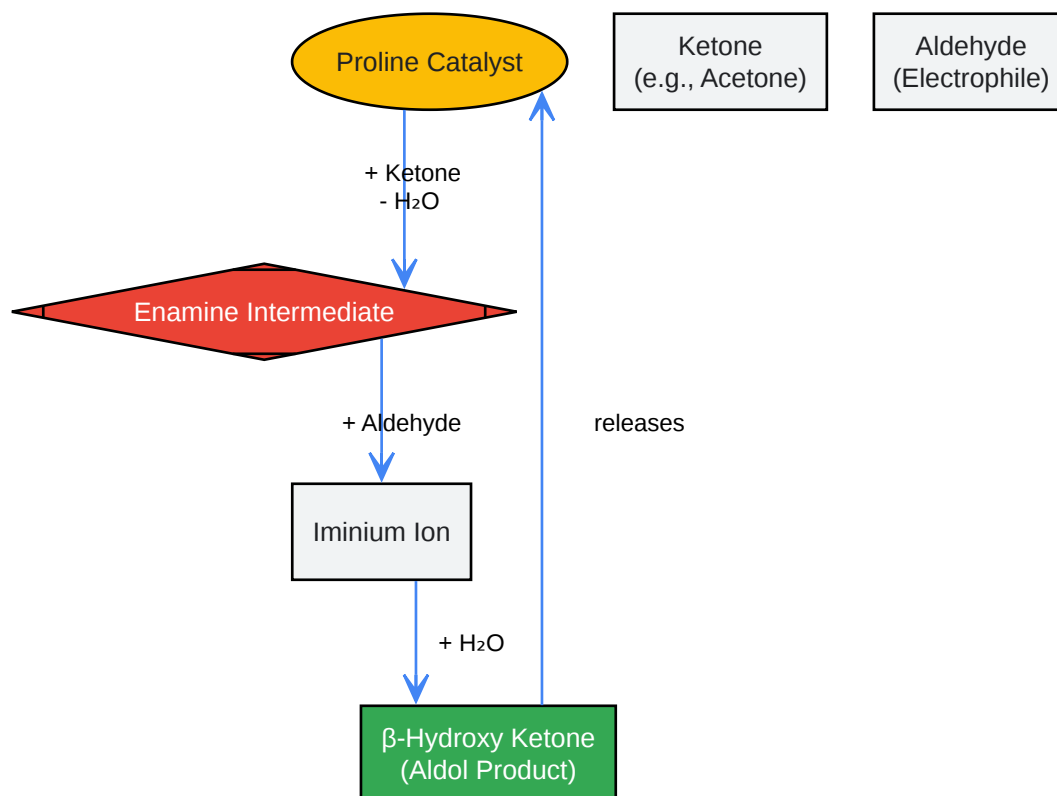 Proline Catalyst
Ketone
(e.g., Acetone)
Aldehyde
(Electrophile)
+ Ketone
- H₂O
Enamine Intermediate
+ Aldehyde
releases
Iminium Ion
+ H₂O
β-Hydroxy Ketone
(Aldol Product)